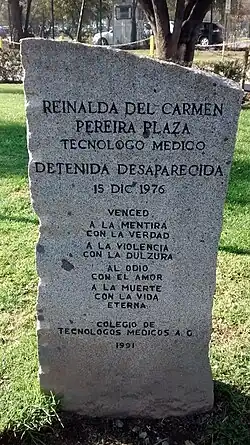 REINALDA DEL CARMEN
PEREIRA PLAZA
TECNOLOGO MEDICO
DETENIDA DESAPARECIDA
15 DIC 1976
VENCED
A LA MENTIRA
CON LA VERDAD
A LA VIOLENCIA
CON LA DULZURA
AL ODIO
CON EL AMOR
A LA MUERTE
CON LA VIDA
ETERNA
COLEGIO DE
TECNOLOGOS MEDICOS A.G.
1991